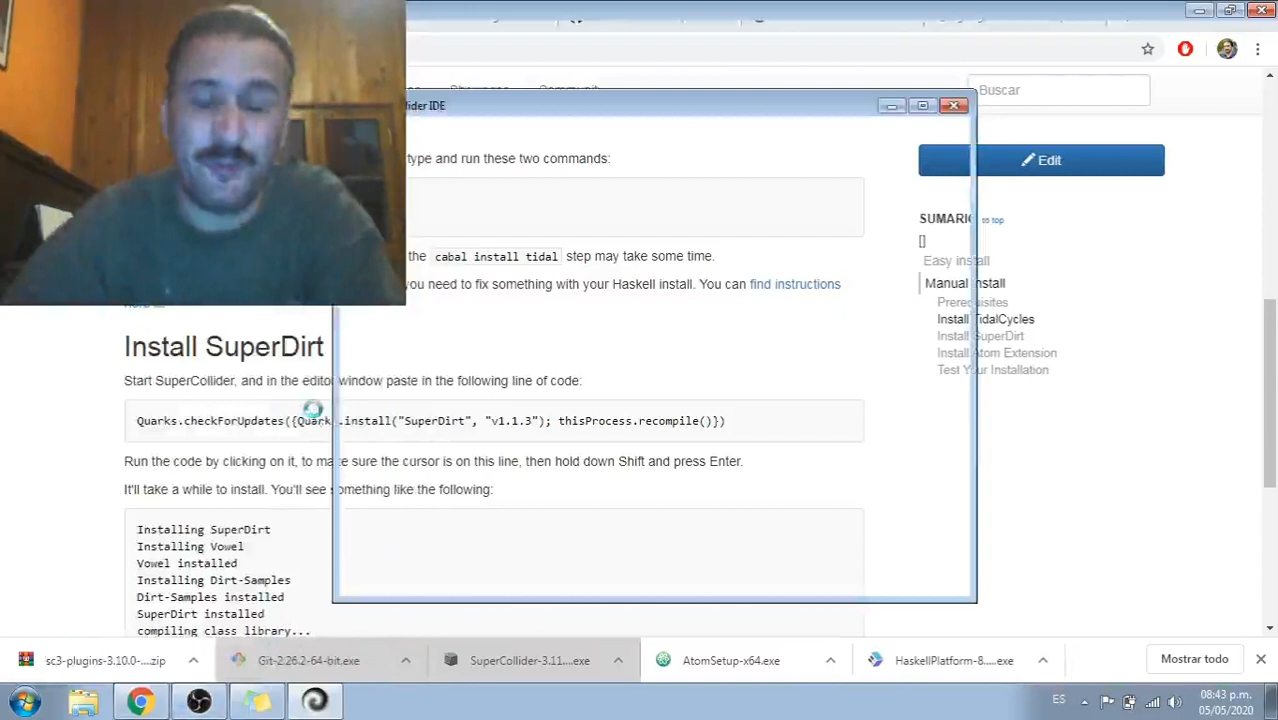 Buscar
lider IDE
type and run these two commands:
Edit
the cabal install tidal step may take some time.
you need to fix something with your Haskell install. You can find instructions
SUMARIO to top
[]
Easy install
Manual install
Prerequisites
Install TidalCycles
Install SuperDirt
Install Atom Extension
Test Your Installation
Install SuperDirt
Start SuperCollider, and in the editor window paste in the following line of code:
Quarks.checkForUpdates({Quarks.install("SuperDirt", "v1.1.3"); thisProcess.recompile()})
Run the code by clicking on it, to make sure the cursor is on this line, then hold down Shift and press Enter.
It'll take a while to install. You'll see something like the following:
Installing SuperDirt
Installing Vowel
Vowel installed
Installing Dirt-Samples
Dirt-Samples installed
SuperDirt installed
compiling class library...
sc3-plugins-3.10.0-....zip
Git-2.26.2-64-bit.exe
SuperCollider-3.11....exe
AtomSetup-x64.exe
HaskellPlatform-8.....exe
Mostrar todo
ES
08:43 p.m.
05/05/2020